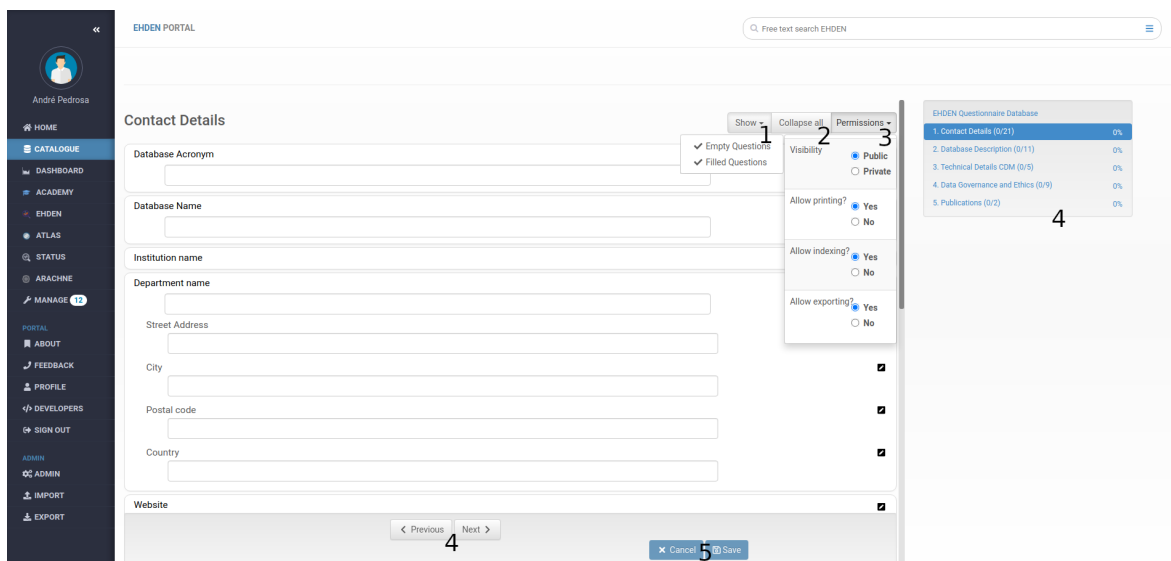 «
EHDEN PORTAL
Free text search EHDEN
André Pedrosa
HOME
CATALOGUE
DASHBOARD
ACADEMY
EHDEN
ATLAS
STATUS
ARACHNE
MANAGE 12
PORTAL
ABOUT
FEEDBACK
PROFILE
DEVELOPERS
SIGN OUT
ADMIN
ADMIN
IMPORT
EXPORT
Contact Details
Show
Collapse all
Permissions
1
2
3
Empty Questions
Filled Questions
Visibility
Public
Private
Allow printing?
Yes
No
Allow indexing?
Yes
No
Allow exporting?
Yes
No
Database Acronym
Database Name
Institution name
Department name
Street Address
City
Postal code
Country
Website
Previous
Next
4
Cancel
5
Save
EHDEN Questionnaire Database
1. Contact Details (0/21) 0%
2. Database Description (0/11) 0%
3. Technical Details CDM (0/5) 0%
4. Data Governance and Ethics (0/9) 0%
5. Publications (0/2) 0%
4